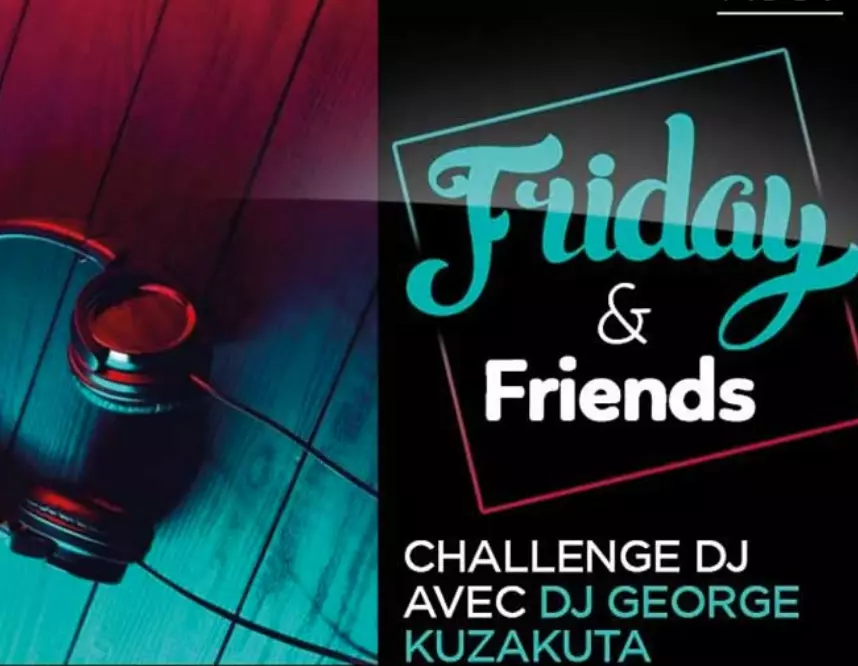 Friday
&
Friends
CHALLENGE DJ
AVEC DJ GEORGE
KUZAKUTA